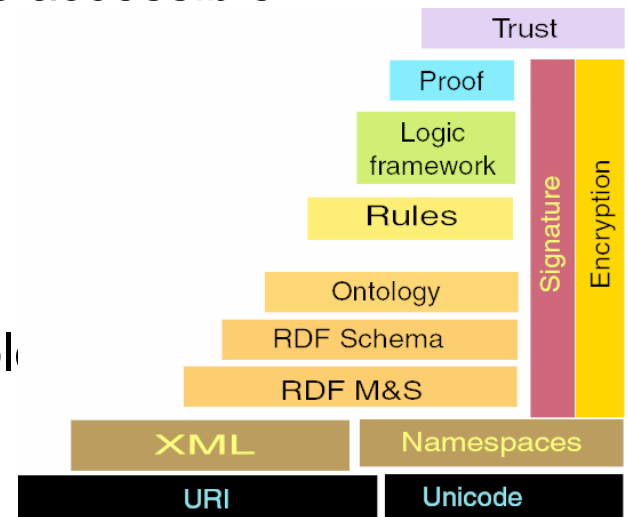 Trust
Proof
Logic
framework
Rules
Ontology
RDF Schema
RDF M&S
Signature
Encryption
XML
Namespaces
URI
Unicode